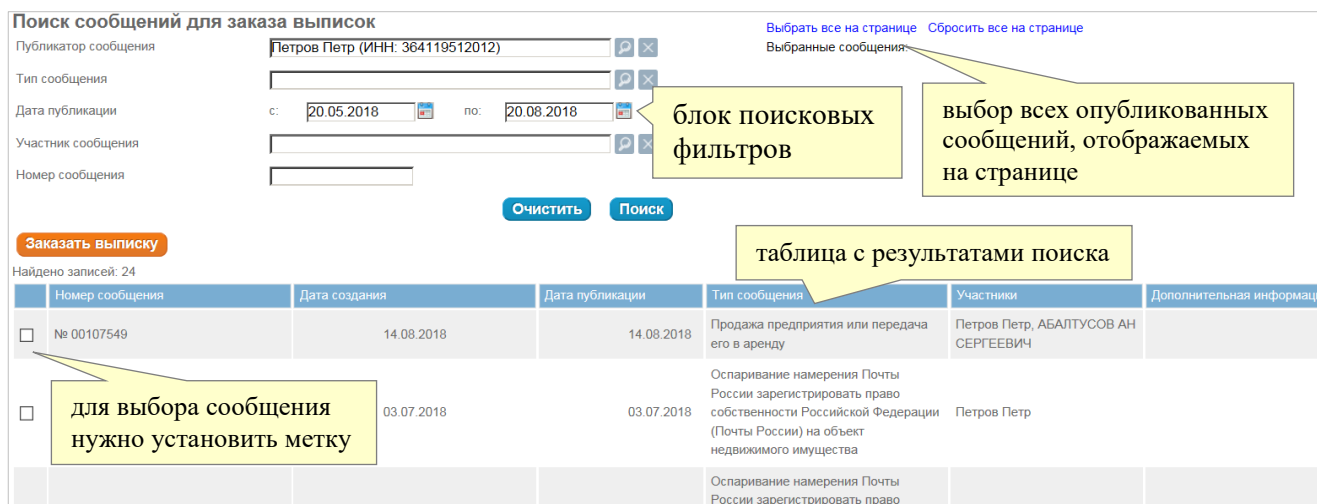 Поиск сообщений для заказа выписок
Выбрать все на странице Сбросить все на странице
Публикатор сообщения Петров Петр (ИНН: 364119512012)
Выбранные сообщения:
Тип сообщения
Дата публикации с: 20.05.2018 по: 20.08.2018
Участник сообщения
Номер сообщения
блок поисковых
фильтров
выбор всех опубликованных
сообщений, отображаемых
на странице
Очистить Поиск
Заказать выписку
таблица с результатами поиска
Найдено записей: 24
Номер сообщения Дата создания Дата публикации Тип сообщения Участники Дополнительная информаци
№ 00107549 14.08.2018 14.08.2018 Продажа предприятия или передача
его в аренду
Петров Петр, АБАЛТУСОВ АН
СЕРГЕЕВИЧ
для выбора сообщения
нужно установить метку
03.07.2018 03.07.2018
Оспаривание намерения Почты
России зарегистрировать право
собственности Российской Федерации
(Почты России) на объект
недвижимого имущества
Петров Петр
Оспаривание намерения Почты
России зарегистрировать право